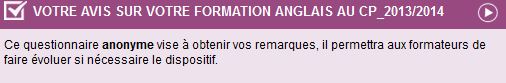 VOTRE AVIS SUR VOTRE FORMATION ANGLAIS AU CP_2013/2014
Ce questionnaire anonyme vise à obtenir vos remarques, il permettra aux formateurs de
faire évoluer si nécessaire le dispositif.